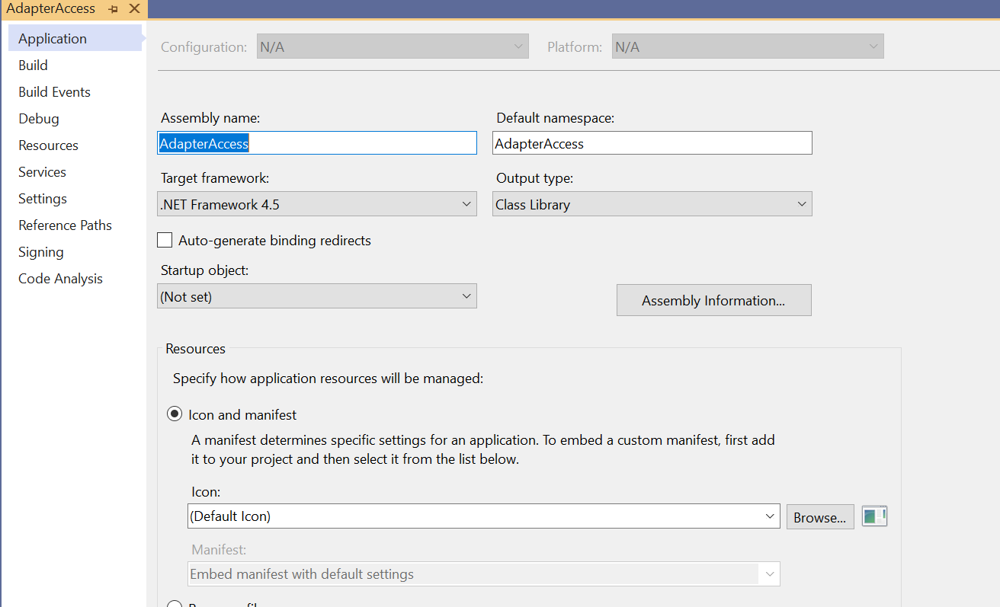 AdapterAccess
Application
Build
Build Events
Debug
Resources
Services
Settings
Reference Paths
Signing
Code Analysis
Configuration: N/A Platform: N/A
Assembly name: Default namespace:
AdapterAccess AdapterAccess
Target framework: Output type:
.NET Framework 4.5 Class Library
Auto-generate binding redirects
Startup object:
(Not set) Assembly Information...
Resources
Specify how application resources will be managed:
Icon and manifest
A manifest determines specific settings for an application. To embed a custom manifest, first add
it to your project and then select it from the list below.
Icon:
(Default Icon) Browse...
Manifest:
Embed manifest with default settings